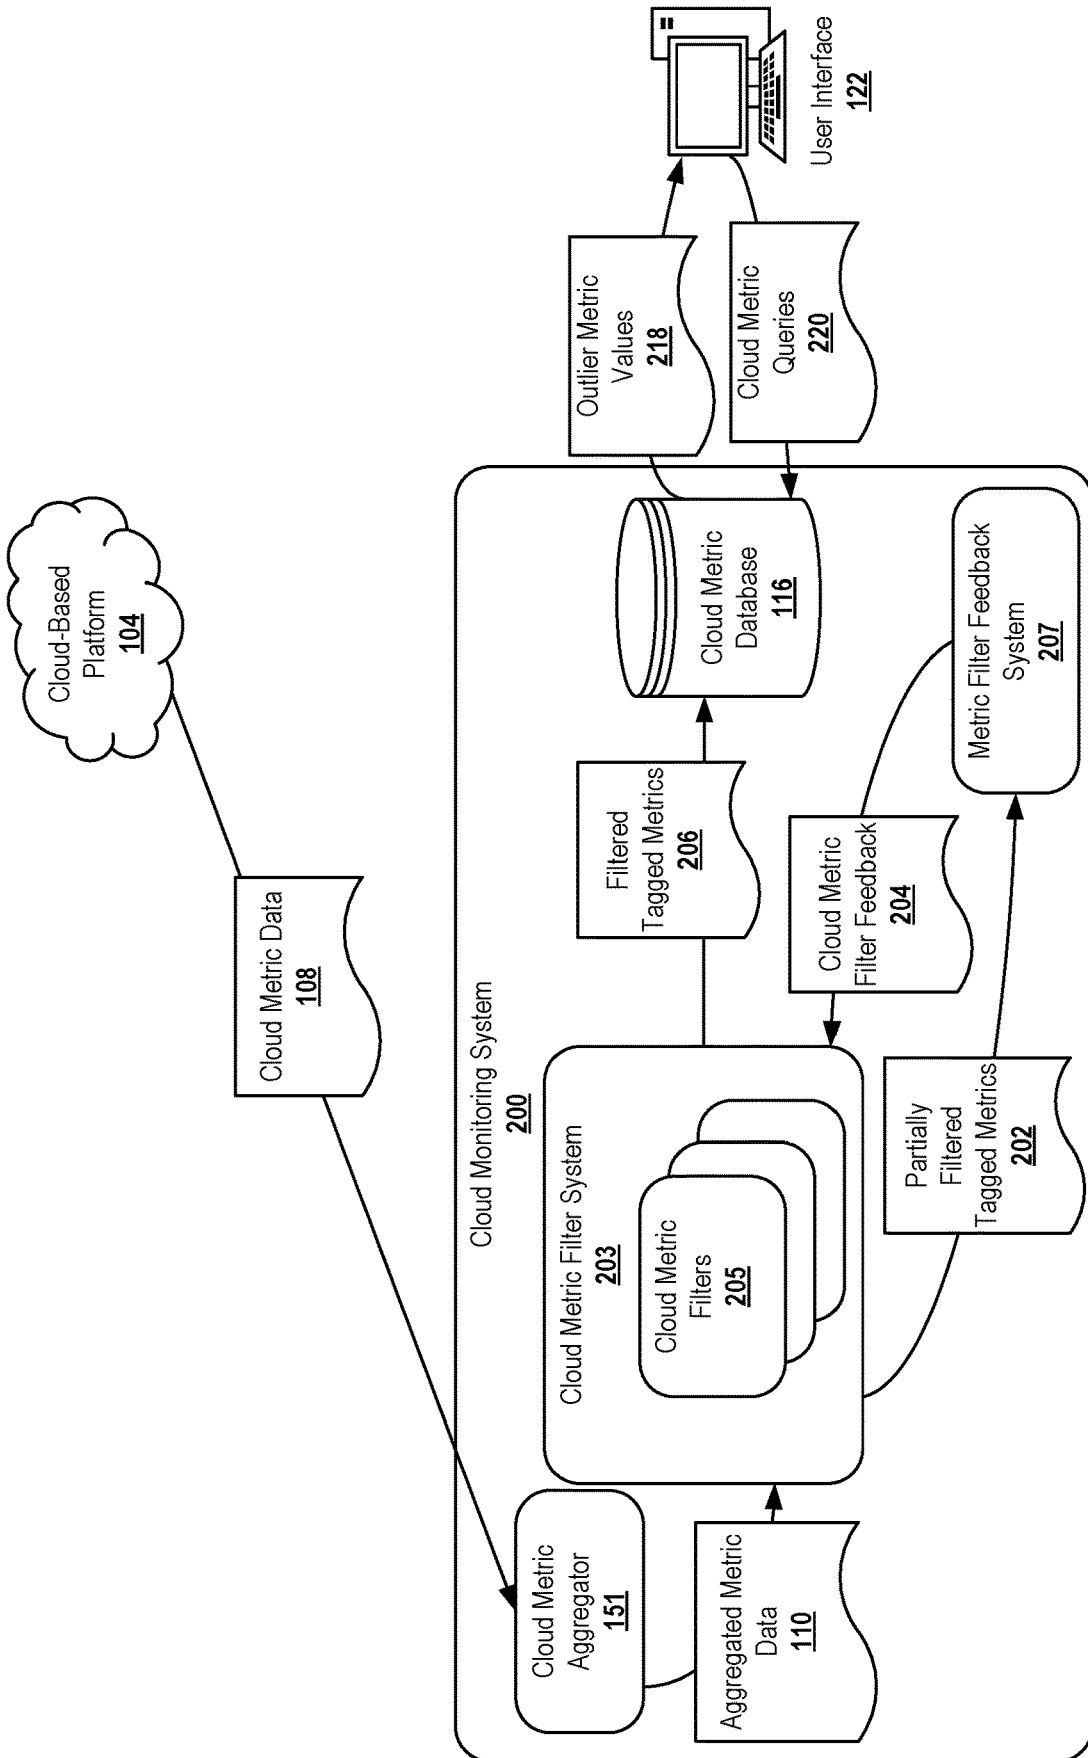 Cloud-Based
Platform
104
Cloud Metric Data
108
Cloud Monitoring System
200
Cloud Metric
Aggregator
151
Aggregated Metric
Data
110
Cloud Metric Filter System
203
Cloud Metric
Filters
205
Filtered
Tagged Metrics
206
Cloud Metric
Filter Feedback
204
Partially
Filtered
Tagged Metrics
202
Metric Filter Feedback
System
207
Cloud Metric
Database
116
Outlier Metric
Values
218
Cloud Metric
Queries
220
User Interface
122